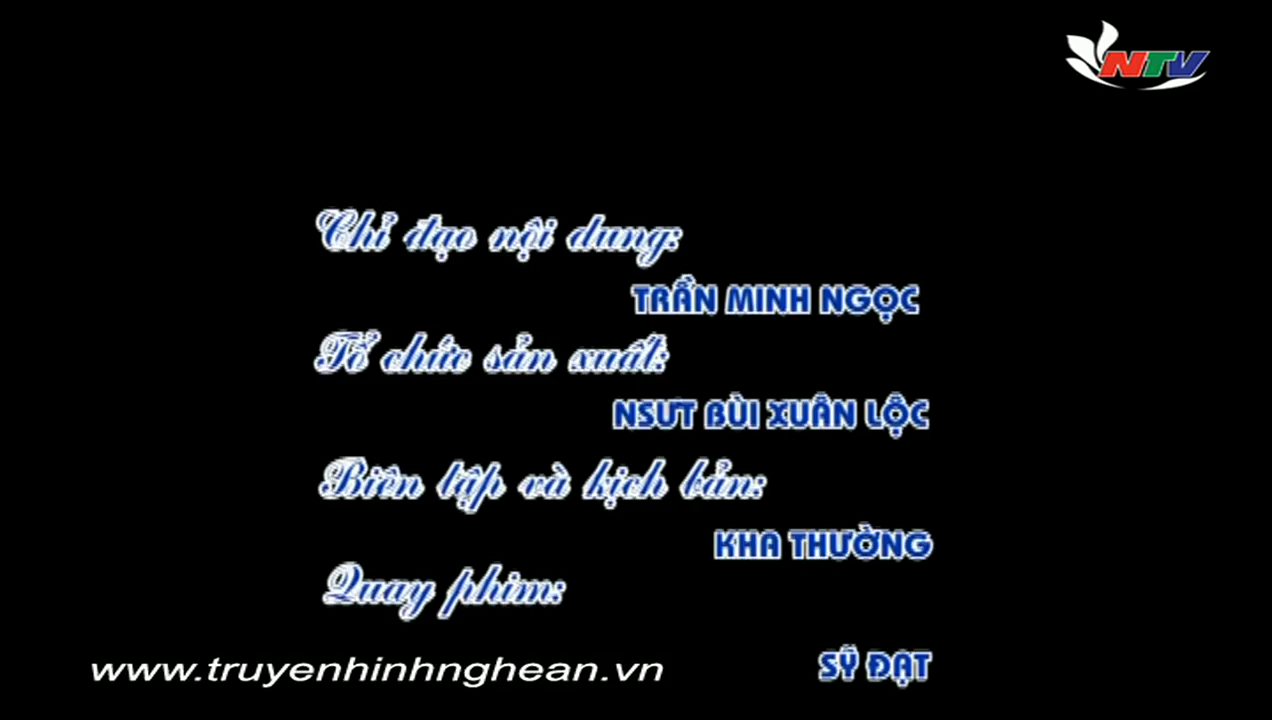 NTV
Chỉ đạo nội dung:
TRẦN MINH NGỌC
Tổ chức sản xuất:
NSƯT BÙI XUÂN LỘC
Biên tập và kịch bản:
KHA THƯỜNG
Quay phim:
SỸ ĐẠT
www.truyenhinhnghean.vn